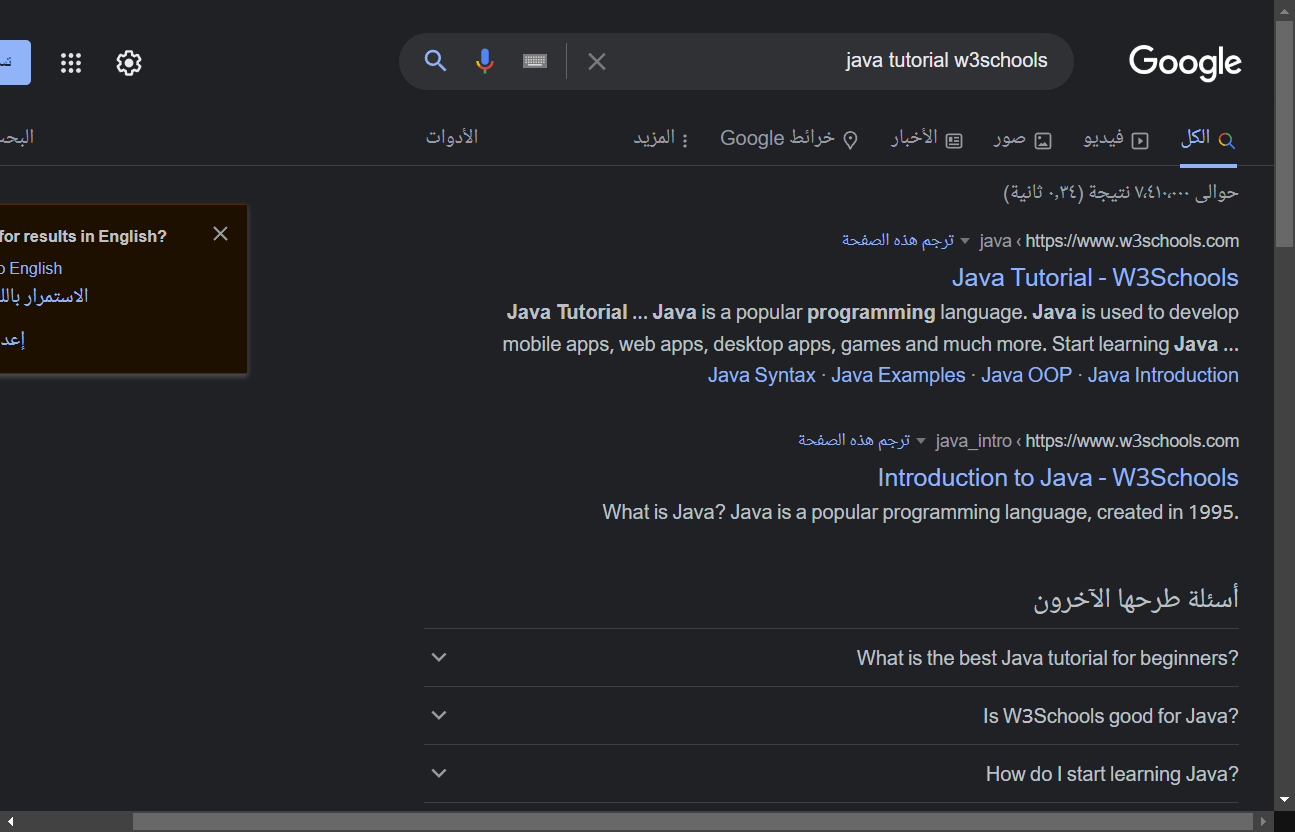 java tutorial w3schools
Google
الكل
فيديو
صور
الأخبار
خرائط Google
المزيد
الأدوات
حوالى ٧،٤١٠،٠٠٠ نتيجة (٠,٣٤ ثانية)
for results in English?
English
الاستمرار
https://www.w3schools.com › java ترجم هذه الصفحة
Java Tutorial - W3Schools
Java Tutorial ... Java is a popular programming language. Java is used to develop
mobile apps, web apps, desktop apps, games and much more. Start learning Java ...
Java Syntax · Java Examples · Java OOP · Java Introduction
https://www.w3schools.com › java_intro ترجم هذه الصفحة
Introduction to Java - W3Schools
What is Java? Java is a popular programming language, created in 1995.
أسئلة طرحها الآخرون
What is the best Java tutorial for beginners?
Is W3Schools good for Java?
How do I start learning Java?